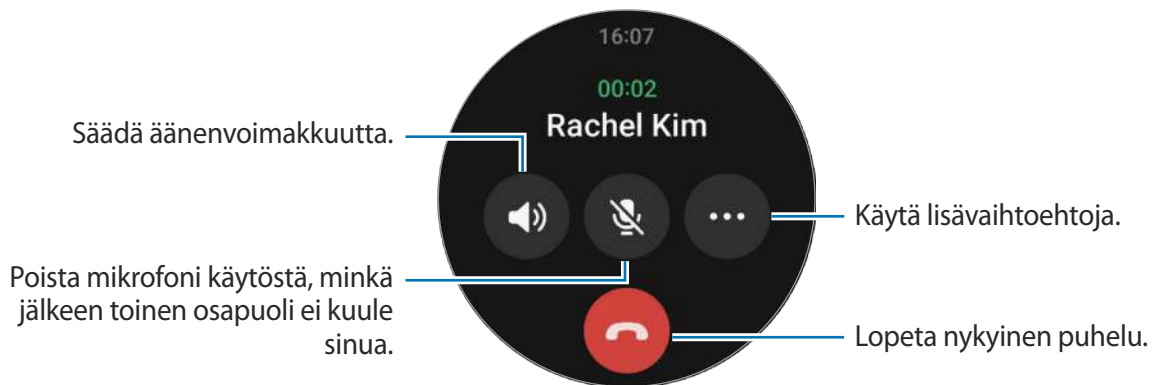 16:07
00:02
Rachel Kim
Säädä äänenvoimakkuutta.
Käytä lisävaihtoehtoja.
Poista mikrofoni käytöstä, minkä
jälkeen toinen osapuoli ei kuule
sinua.
Lopeta nykyinen puhelu.